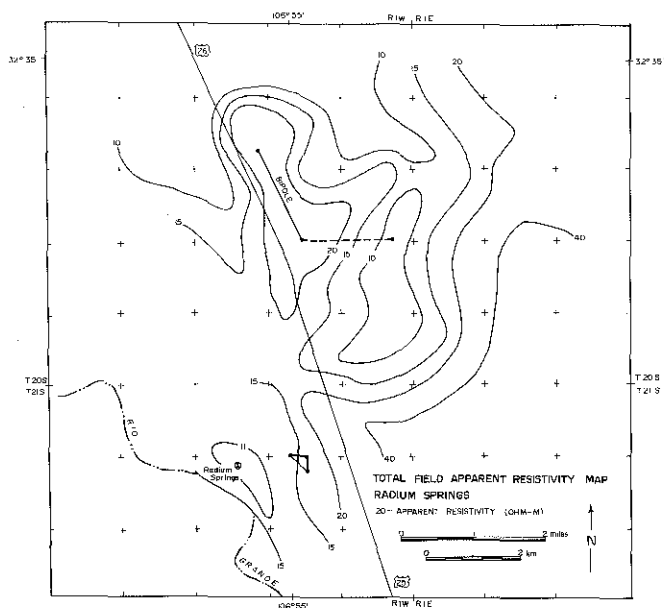 106° 55'
R1W R1E
32° 35
32° 35
25
10
15
20
10
BIPOLE
15
40
20
15
10
T20S
T21S
T20S
T21S
15
RIO
11
Radium
Springs
40
20
15
15
GRANDE
TOTAL FIELD APPARENT RESISTIVITY MAP
RADIUM SPRINGS
20- APPARENT RESISTIVITY (OHM-M)
0 1 2 miles
0 2 km
N
106° 55'
25
R1W R1E